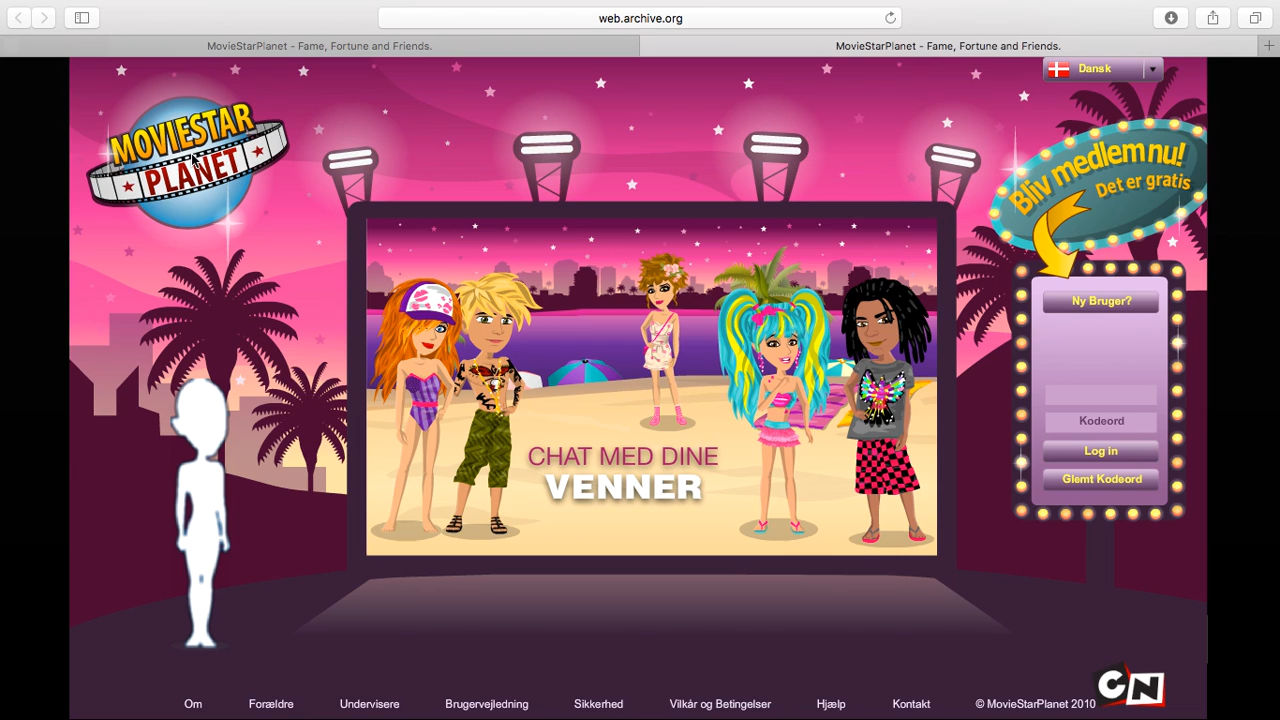 web.archive.org
MovieStarPlanet - Fame, Fortune and Friends.
MovieStarPlanet - Fame, Fortune and Friends.
Dansk
MOVIESTAR
PLANET
Bliv medlem nu!
Det er gratis
Ny Bruger?
Kodeord
Log in
Glemt Kodeord
CHAT MED DINE
VENNER
Om
Forældre
Undervisere
Brugervejledning
Sikkerhed
Vilkår og Betingelser
Hjælp
Kontakt
© MovieStarPlanet 2010
CN